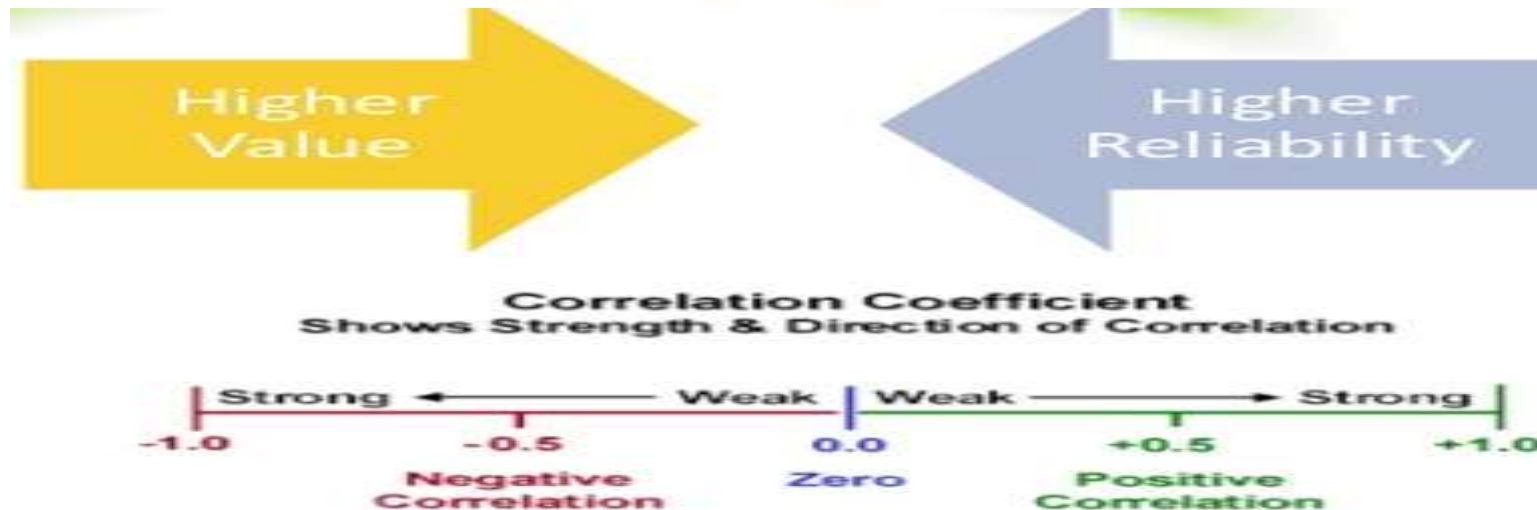 Higher
Value
Higher
Reliability
Correlation Coefficient
Shows Strength & Direction of Correlation
Strong Weak Weak Strong
-1.0 -0.5 0.0 +0.5 +1.0
Negative Zero Positive
Correlation Correlation